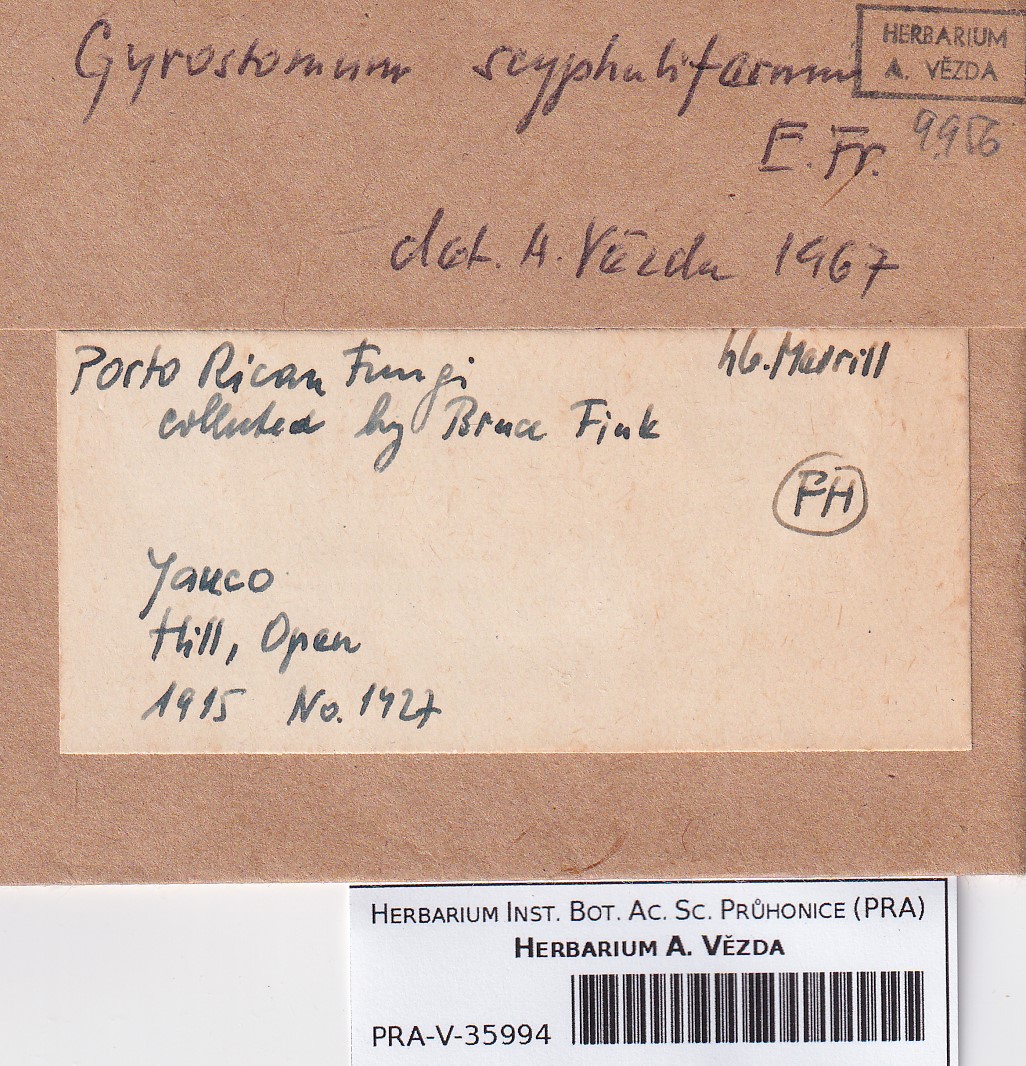 Gyrostomum scyphuliferum
HERBARIUM
A. VĚZDA
E. Fr.
9956
det. A. Vězda 1967
Porto Rican Fungi
hb. Merrill
collected by Bruce Fink
FH
Yauco
Hill, Open
1915 No. 1427
HERBARIUM INST. BOT. AC. SC. PRŮHONICE (PRA)
HERBARIUM A. VĚZDA
PRA-V-35994